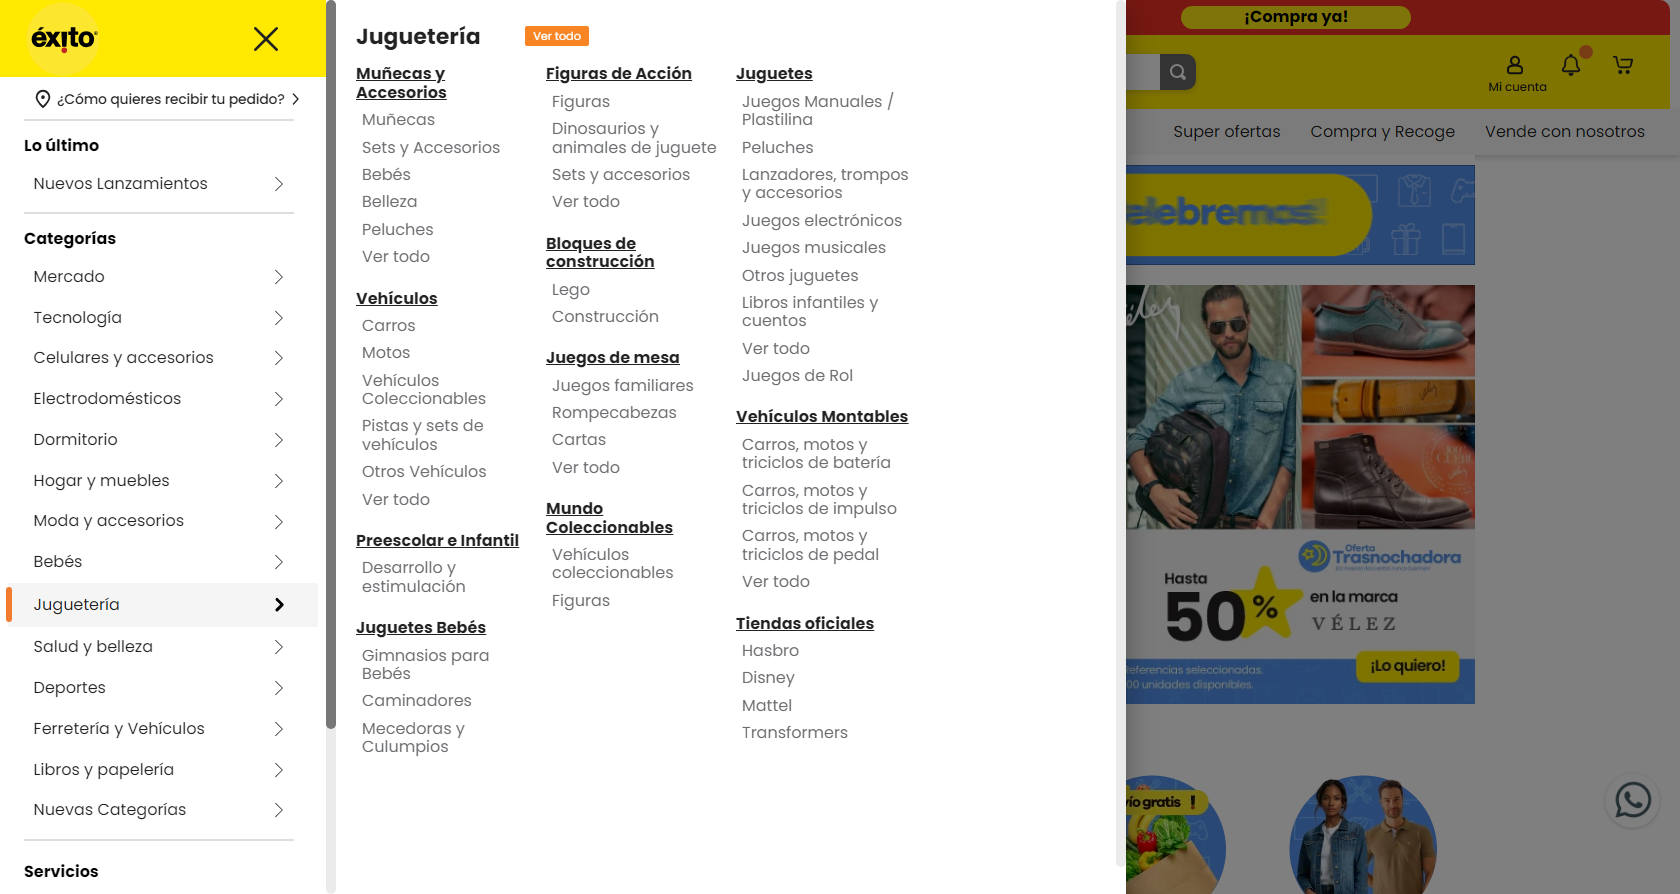 éxito
¿Cómo quieres recibir tu pedido?
Lo último
Nuevos Lanzamientos
Categorías
Mercado
Tecnología
Celulares y accesorios
Electrodomésticos
Dormitorio
Hogar y muebles
Moda y accesorios
Bebés
Juguetería
Salud y belleza
Deportes
Ferretería y Vehículos
Libros y papelería
Nuevas Categorías
Servicios
Juguetería
Ver todo
Muñecas y
Accesorios
Muñecas
Sets y Accesorios
Bebés
Belleza
Peluches
Ver todo
Vehículos
Carros
Motos
Vehículos
Coleccionables
Pistas y sets de
vehículos
Otros Vehículos
Ver todo
Preescolar e Infantil
Desarrollo y
estimulación
Juguetes Bebés
Gimnasios para
Bebés
Caminadores
Mecedoras y
Culumpios
Figuras de Acción
Figuras
Dinosaurios y
animales de juguete
Sets y accesorios
Ver todo
Bloques de
construcción
Lego
Construcción
Juegos de mesa
Juegos familiares
Rompecabezas
Cartas
Ver todo
Mundo
Coleccionables
Vehículos
coleccionables
Figuras
Juguetes
Juegos Manuales /
Plastilina
Peluches
Lanzadores, trompos
y accesorios
Juegos electrónicos
Juegos musicales
Otros juguetes
Libros infantiles y
cuentos
Ver todo
Juegos de Rol
Vehículos Montables
Carros, motos y
triciclos de batería
Carros, motos y
triciclos de impulso
Carros, motos y
triciclos de pedal
Ver todo
Tiendas oficiales
Hasbro
Disney
Mattel
Transformers
¡Compra ya!
Mi cuenta
Super ofertas
Compra y Recoge
Vende con nosotros
elebremos!
Oferta
Trasnochadora
Hasta
50%
en la marca
VÉLEZ
¡Lo quiero!
referencias seleccionadas.
00 unidades disponibles.
vío gratis !